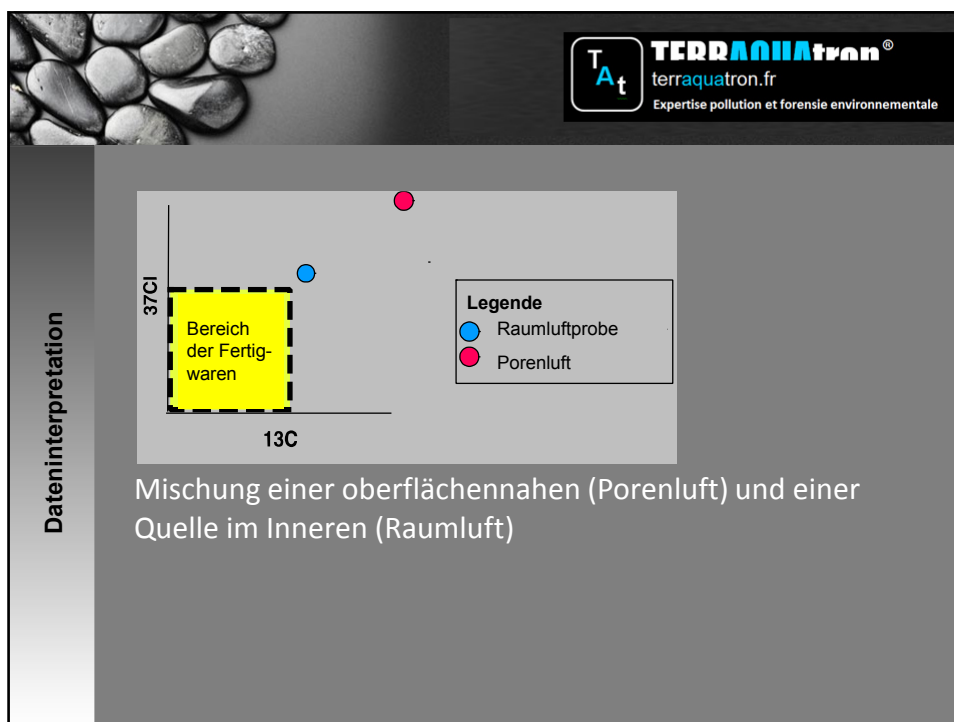 TAt
TERRAQUAtron®
terraquatron.fr
Expertise pollution et forensie environnementale
Dateninterpretation
37Cl
Bereich
der Fertig-
waren
13C
Legende
Raumluftprobe
Porenluft
Mischung einer oberflächennahen (Porenluft) und einer
Quelle im Inneren (Raumluft)